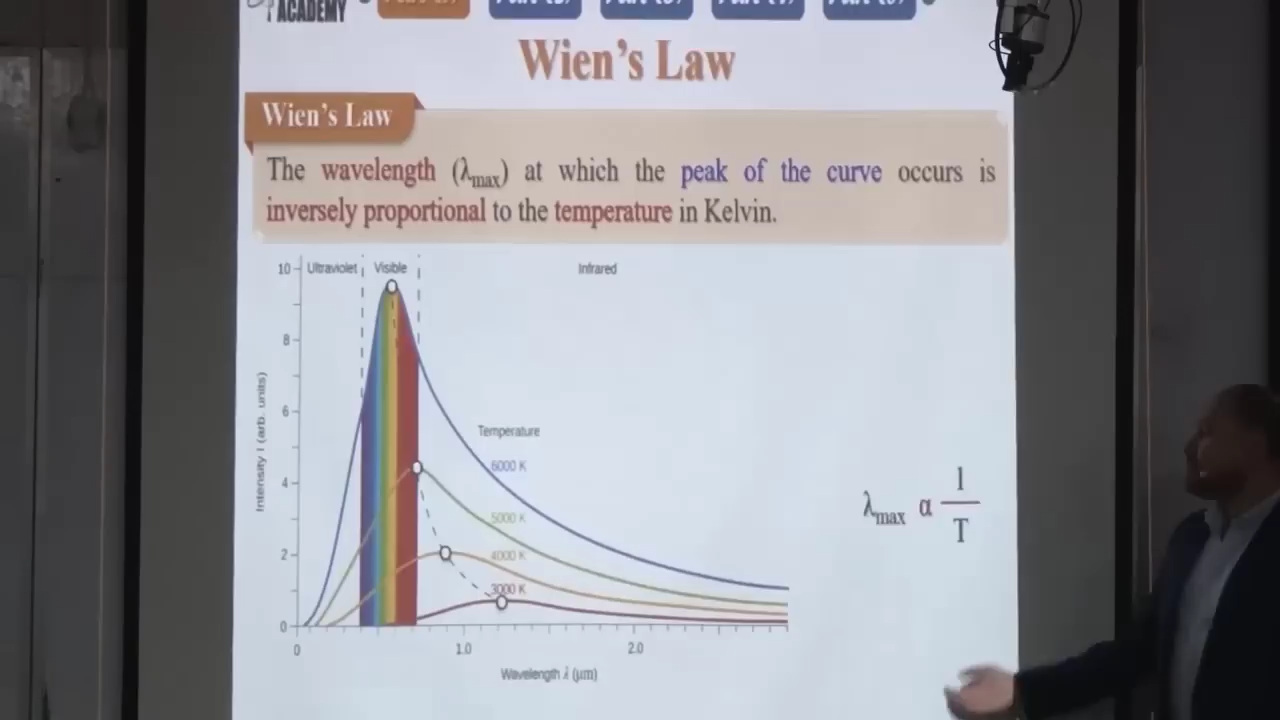 ACADEMY
Wien's Law
Wien's Law
The wavelength (λmax) at which the peak of the curve occurs is
inversely proportional to the temperature in Kelvin.
10
Ultraviolet
Visible
Infrared
8
6
4
2
0
Intensity I (arb. units)
Temperature
6000 K
5000 K
4000 K
3000 K
0
1.0
2.0
Wavelength λ (μm)
λmax α 1
T